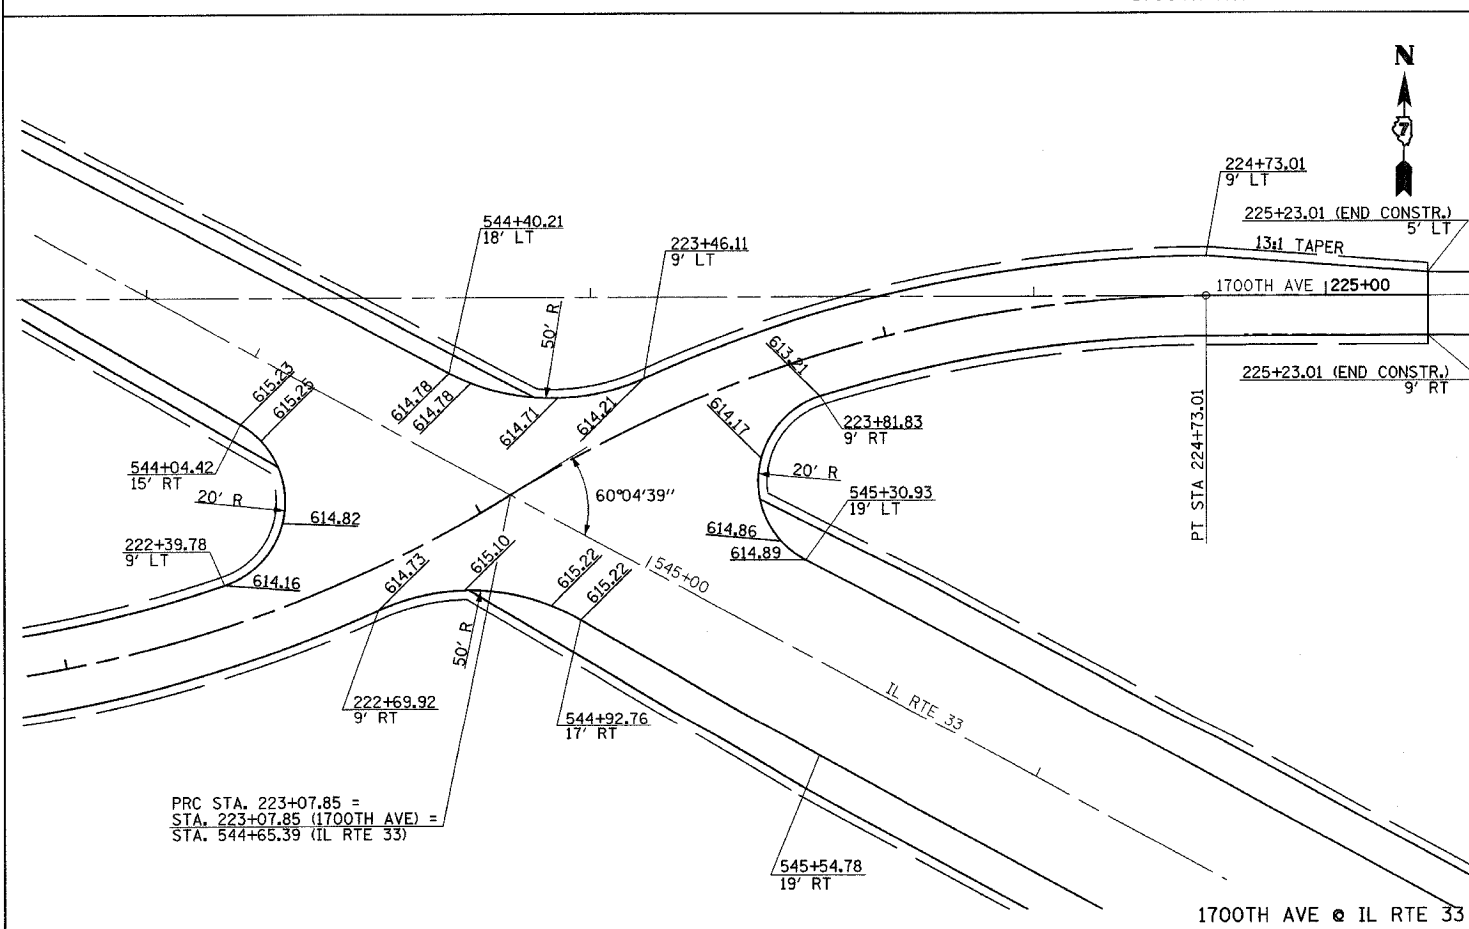 N
7
224+73.01
9' LT
225+23.01 (END CONSTR.)
5' LT
13:1 TAPER
544+40.21
18' LT
223+46.11
9' LT
1700TH AVE
225+00
50' R
225+23.01 (END CONSTR.)
9' RT
613.21
615.23
615.25
614.78
614.78
614.71
614.21
614.17
223+81.83
9' RT
PT STA 224+73.01
544+04.42
15' RT
20' R
20' R
60°04'39"
545+30.93
19' LT
614.82
614.86
614.89
222+39.78
9' LT
614.16
614.73
615.10
615.22
615.22
545+00
50' R
222+69.92
9' RT
544+92.76
17' RT
IL RTE 33
PRC STA. 223+07.85 =
STA. 223+07.85 (1700TH AVE) =
STA. 544+65.39 (IL RTE 33)
545+54.78
19' RT
1700TH AVE @ IL RTE 33